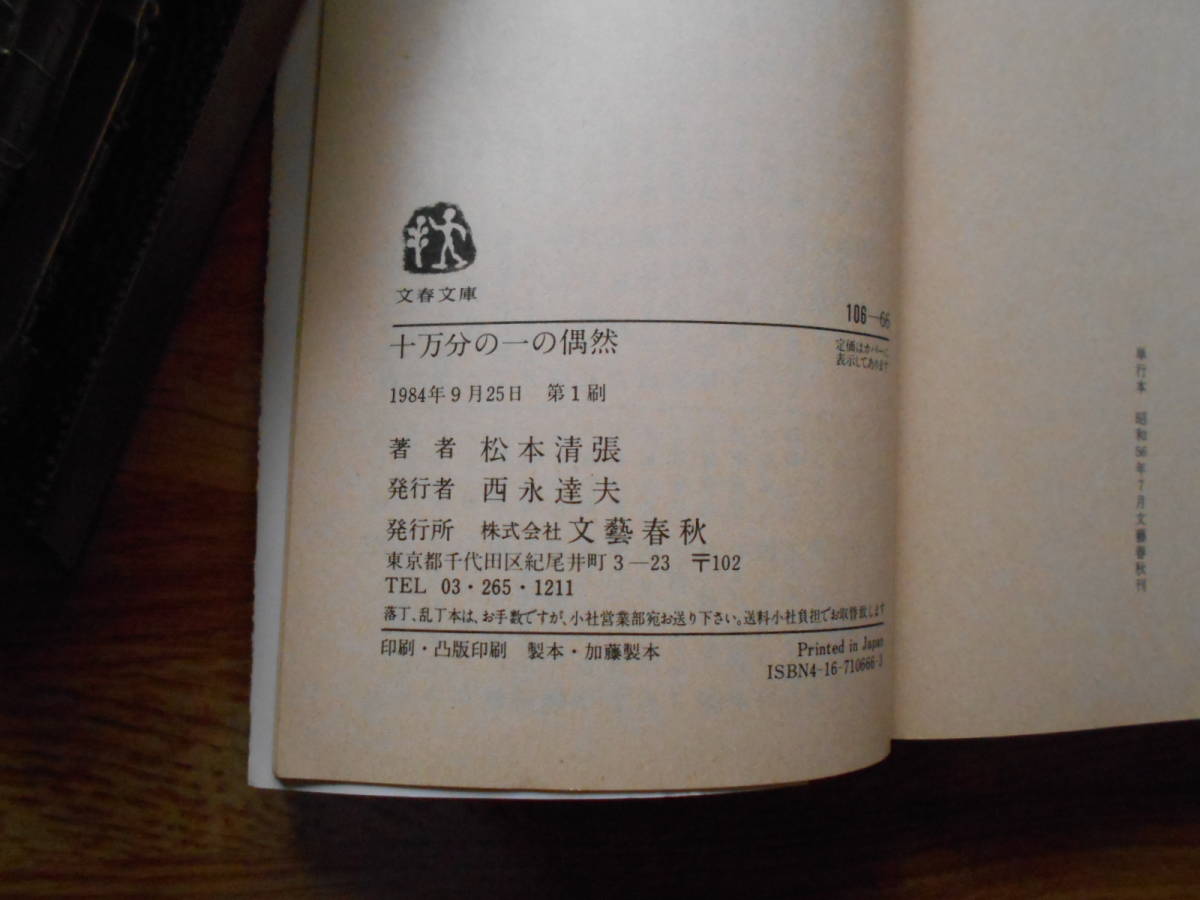 文春文庫
106—66
定価はカバーに
表示してあります
十万分の一の偶然
1984年9月25日 第1刷
著者 松本清張
発行者 西永達夫
発行所 株式会社 文藝春秋
東京都千代田区紀尾井町3—23 〒102
TEL 03・265・1211
落丁、乱丁本は、お手数ですが、小社営業部宛お送り下さい。送料小社負担でお取替致します
印刷・凸版印刷 製本・加藤製本
Printed in Japan
ISBN4-16-710666-3
単行本 昭和56年7月文藝春秋刊